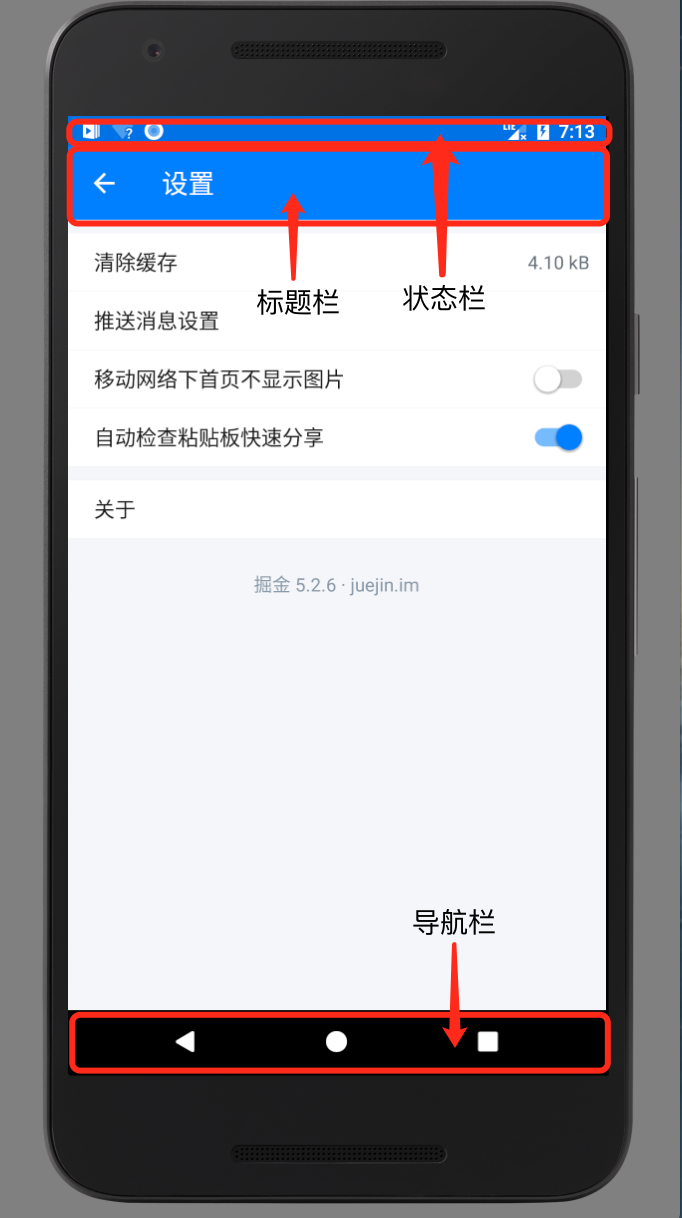 LTE 7:13
设置
清除缓存 4.10 kB
标题栏 状态栏
推送消息设置
移动网络下首页不显示图片
自动检查粘贴板快速分享
关于
掘金 5.2.6 · juejin.im
导航栏